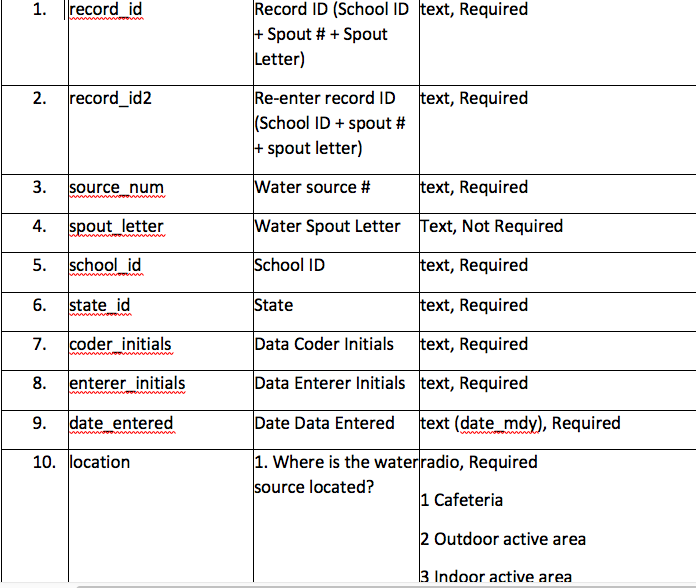 1. record_id Record ID (School ID text, Required
+ Spout # + Spout
Letter)
2. record_id2 Re-enter record ID text, Required
(School ID + spout #
+ spout letter)
3. source_num Water source # text, Required
4. spout_letter Water Spout Letter Text, Not Required
5. school_id School ID text, Required
6. state_id State text, Required
7. coder_initials Data Coder Initials text, Required
8. enterer_initials Data Enterer Initials text, Required
9. date_entered Date Data Entered text (date_mdy), Required
10. location 1. Where is the water radio, Required
source located?
1 Cafeteria
2 Outdoor active area
3 Indoor active area